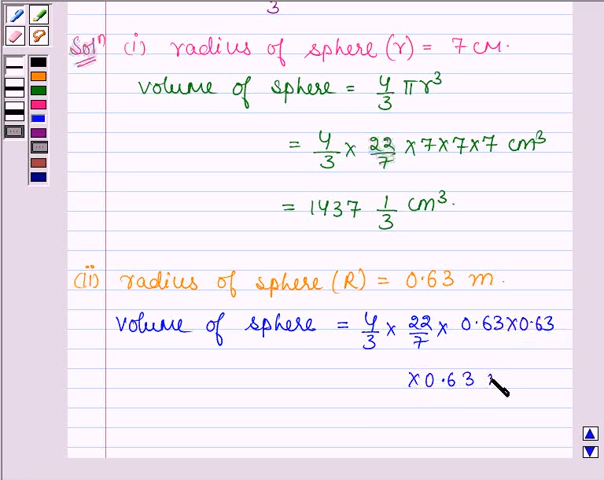 3
Solⁿ (i) radius of sphere (r) = 7 cm.
volume of sphere = 4/3 πr³
= 4/3 × 22/7 × 7×7×7 cm³
= 1437 1/3 cm³.
(ii) radius of sphere (R) = 0.63 m.
volume of sphere = 4/3 × 22/7 × 0.63×0.63
×0.63